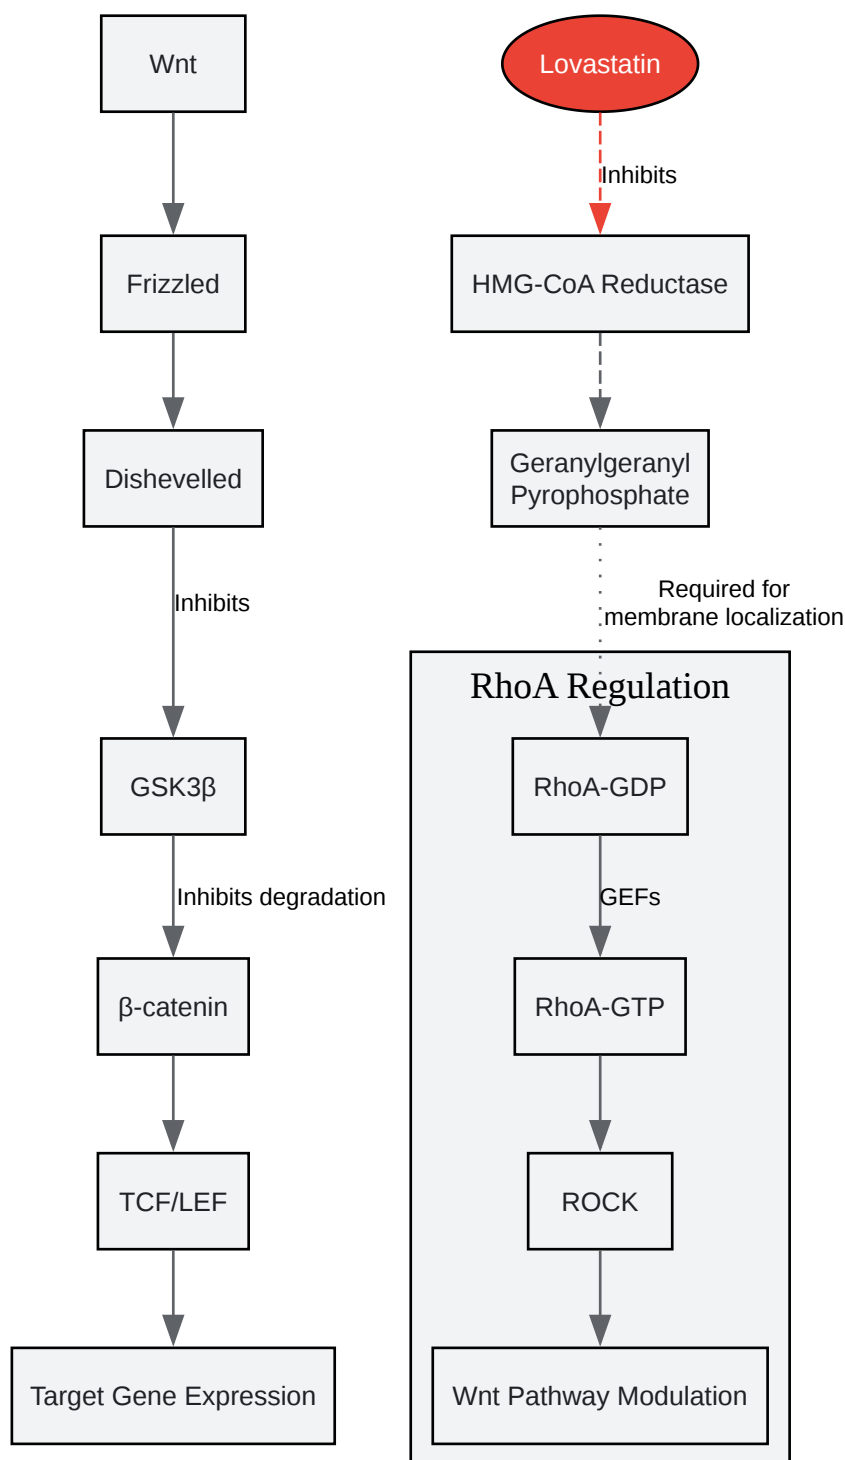 Wnt
Lovastatin
Inhibits
Frizzled
HMG-CoA Reductase
Dishevelled
Geranylgeranyl
Pyrophosphate
Inhibits
Required for
membrane localization
RhoA Regulation
GSK3β
RhoA-GDP
Inhibits degradation
GEFs
β-catenin
RhoA-GTP
TCF/LEF
ROCK
Target Gene Expression
Wnt Pathway Modulation